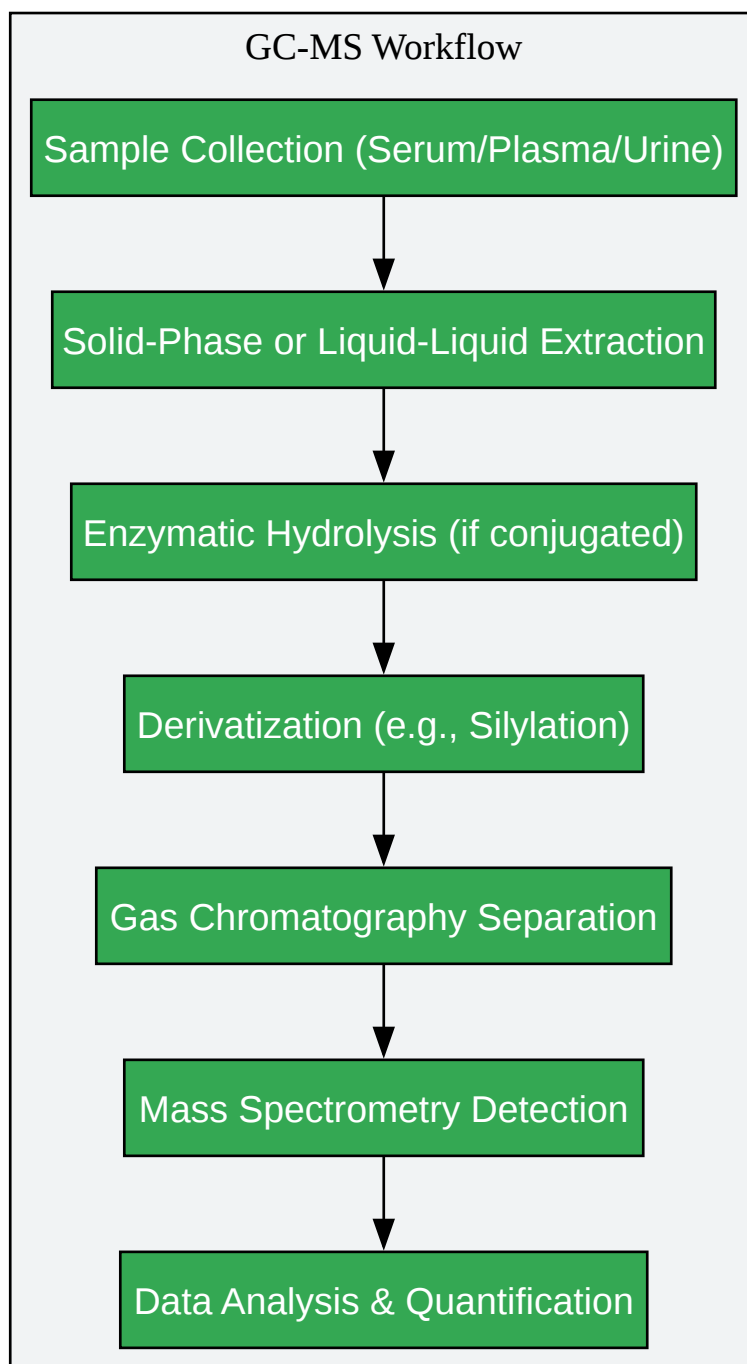 GC-MS Workflow
Sample Collection (Serum/Plasma/Urine)
Solid-Phase or Liquid-Liquid Extraction
Enzymatic Hydrolysis (if conjugated)
Derivatization (e.g., Silylation)
Gas Chromatography Separation
Mass Spectrometry Detection
Data Analysis & Quantification